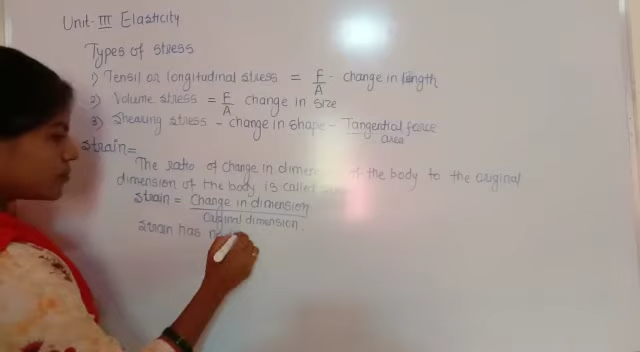 Unit-III Elasticity
Types of stress
1) Tensil or longitudinal stress = F/A - change in length
2) Volume stress = F/A change in size
3) Shearing stress - change in shape - Tangential force/area
Strain=
The ratio of change in dimen of the body to the original
dimension of the body is called
Strain = Change in dimension/Original dimension.
Strain has